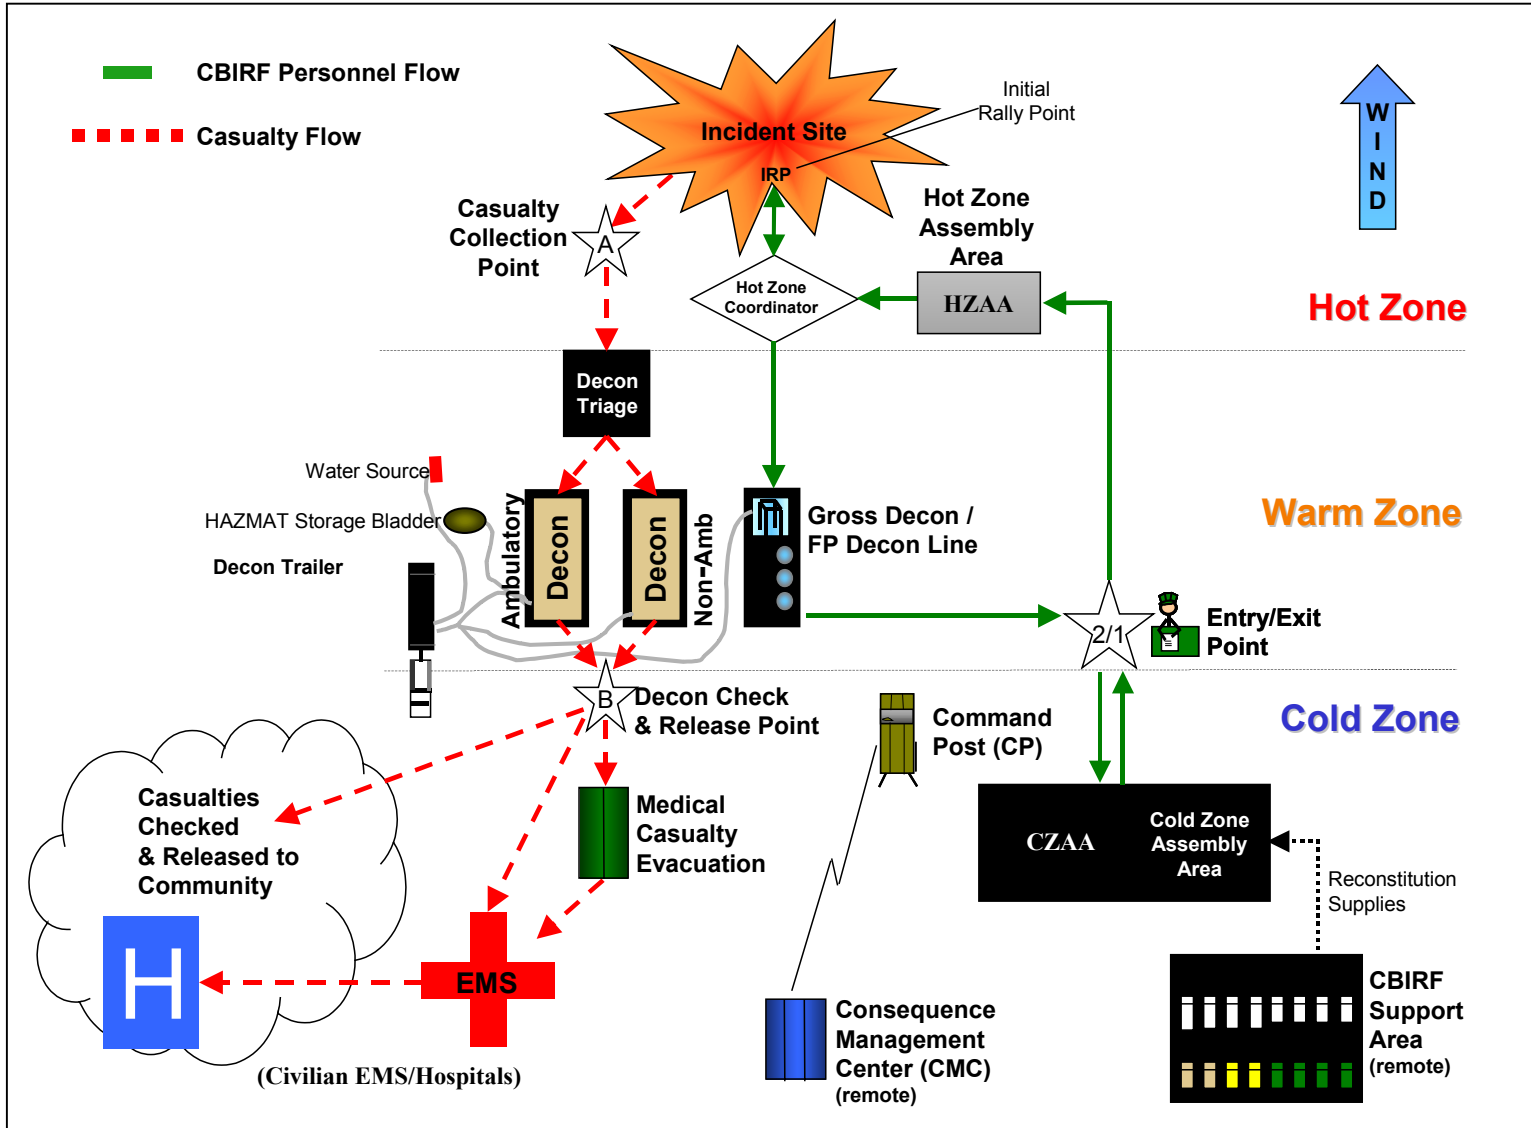 CBIRF Personnel Flow
Casualty Flow
Incident Site
IRP
Initial
Rally Point
W
I
N
D
Casualty
Collection
Point
A
Hot Zone
Assembly
Area
Hot Zone
Coordinator
HZAA
Hot Zone
Decon
Triage
Water Source
HAZMAT Storage Bladder
Decon Trailer
Ambulatory
Decon
Decon
Non-Amb
Gross Decon /
FP Decon Line
Warm Zone
2/1
Entry/Exit
Point
B
Decon Check
& Release Point
Command
Post (CP)
Cold Zone
Casualties
Checked
& Released to
Community
Medical
Casualty
Evacuation
CZAA
Cold Zone
Assembly
Area
Reconstitution
Supplies
H
EMS
(Civilian EMS/Hospitals)
Consequence
Management
Center (CMC)
(remote)
CBIRF
Support
Area
(remote)